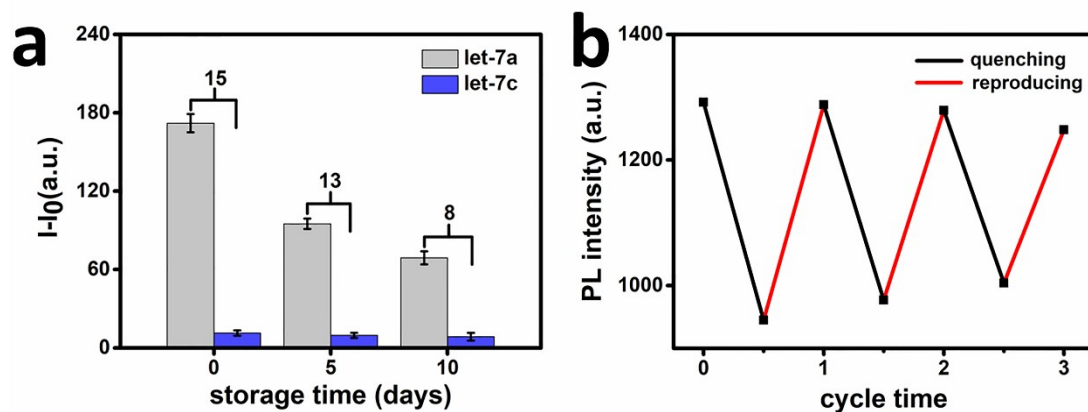 a
240
180
120
60
0
I-I0(a.u.)
let-7a
let-7c
15
13
8
0 5 10
storage time (days)
b
1400
1200
1000
PL intensity (a.u.)
quenching
reproducing
0 1 2 3
cycle time